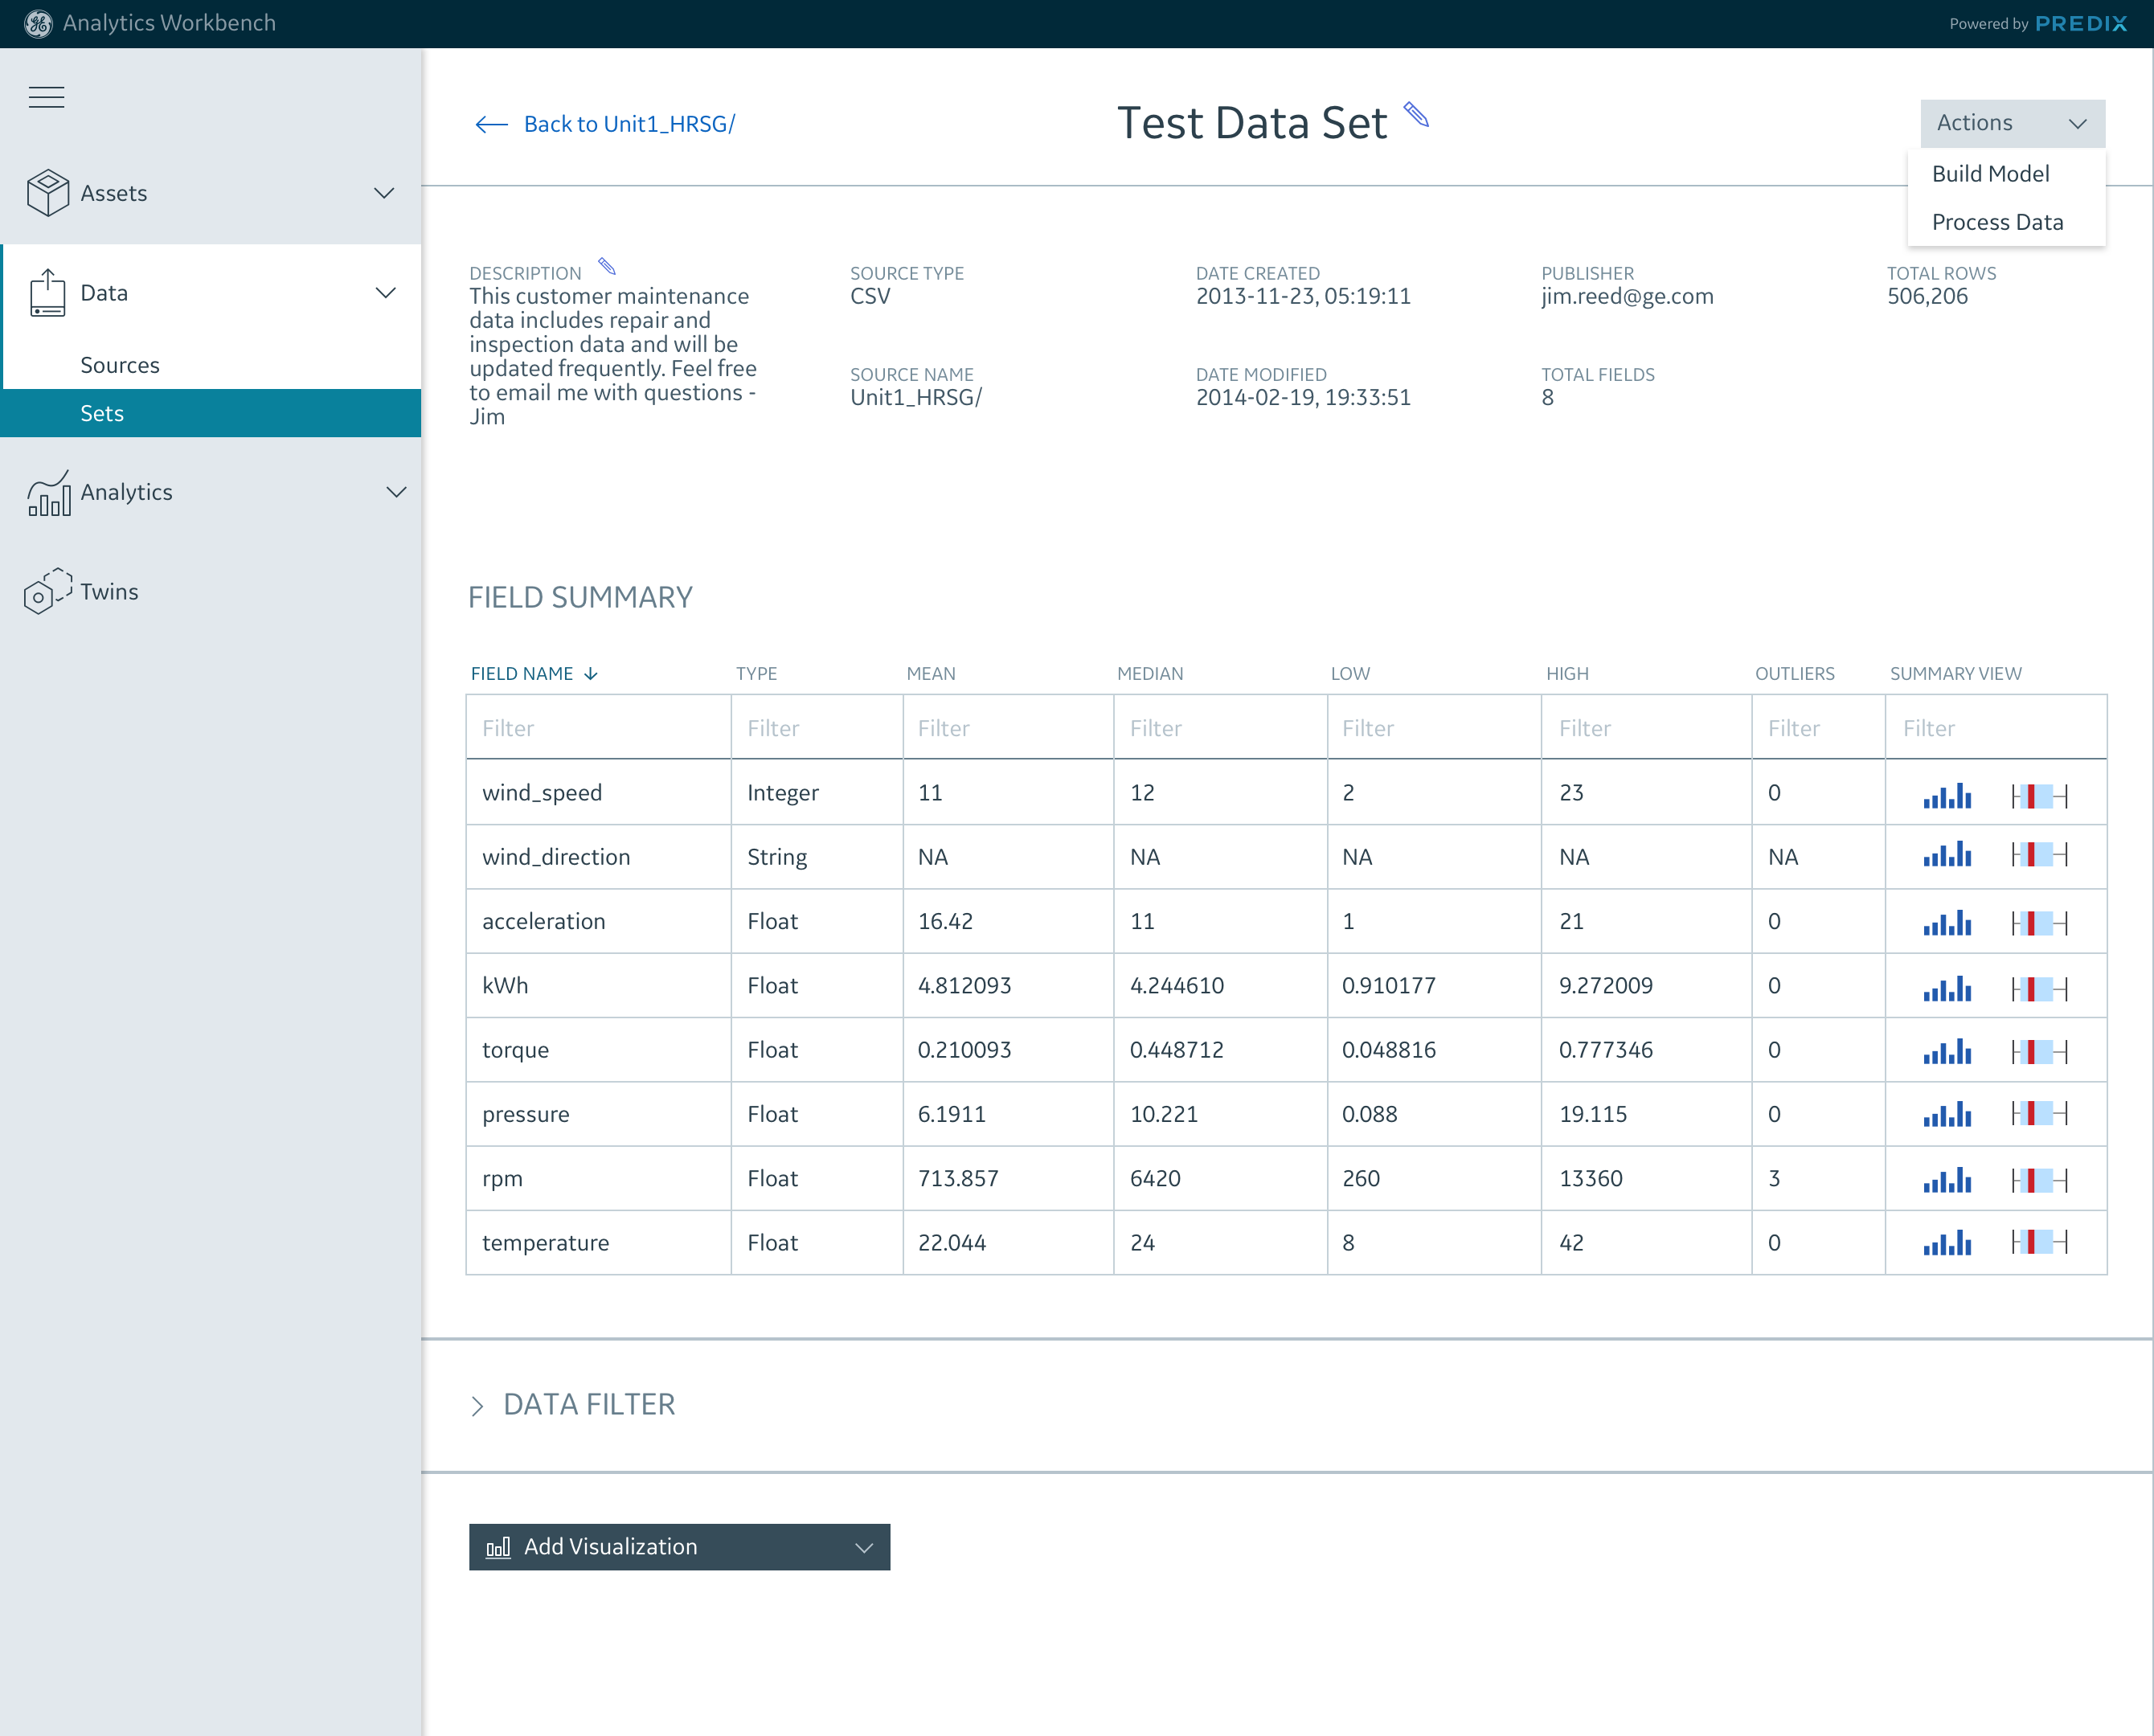 Analytics Workbench
Powered by PREDIX
Back to Unit1_HRSG/
Test Data Set
Actions
Build Model
Process Data
Assets
Data
Sources
Sets
Analytics
Twins
DESCRIPTION
This customer maintenance
data includes repair and
inspection data and will be
updated frequently. Feel free
to email me with questions -
Jim
SOURCE TYPE
CSV
SOURCE NAME
Unit1_HRSG/
DATE CREATED
2013-11-23, 05:19:11
DATE MODIFIED
2014-02-19, 19:33:51
PUBLISHER
jim.reed@ge.com
TOTAL FIELDS
8
TOTAL ROWS
506,206
FIELD SUMMARY
FIELD NAME TYPE MEAN MEDIAN LOW HIGH OUTLIERS SUMMARY VIEW
Filter Filter Filter Filter Filter Filter Filter Filter
wind_speed Integer 11 12 2 23 0
wind_direction String NA NA NA NA NA
acceleration Float 16.42 11 1 21 0
kWh Float 4.812093 4.244610 0.910177 9.272009 0
torque Float 0.210093 0.448712 0.048816 0.777346 0
pressure Float 6.1911 10.221 0.088 19.115 0
rpm Float 713.857 6420 260 13360 3
temperature Float 22.044 24 8 42 0
DATA FILTER
Add Visualization